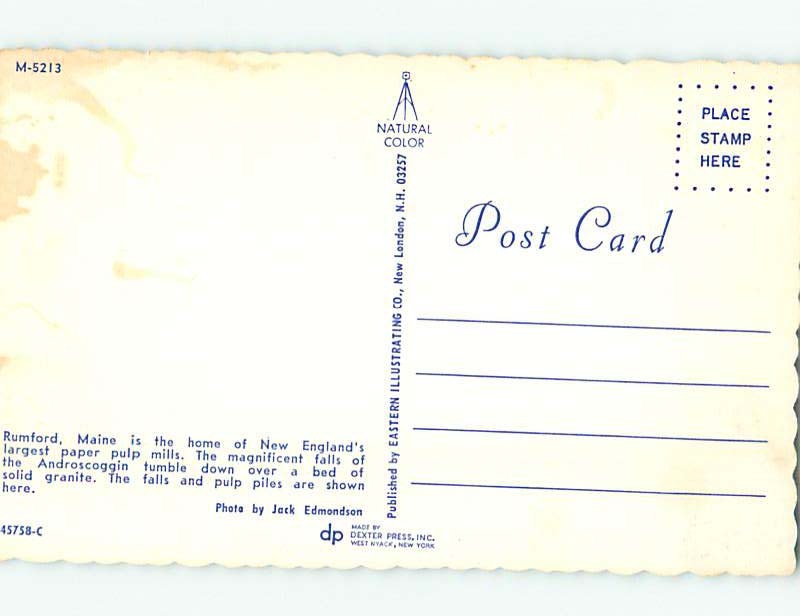 M-5213
NATURAL
COLOR
PLACE
STAMP
HERE
Post Card
Published by EASTERN ILLUSTRATING CO., New London, N.H. 03257
Rumford, Maine is the home of New England's
largest paper pulp mills. The magnificent falls of
the Androscoggin tumble down over a bed of
solid granite. The falls and pulp piles are shown
here.
Photo by Jack Edmondson
45758-C
dp
MADE BY
DEXTER PRESS, INC.
WEST NYACK, NEW YORK